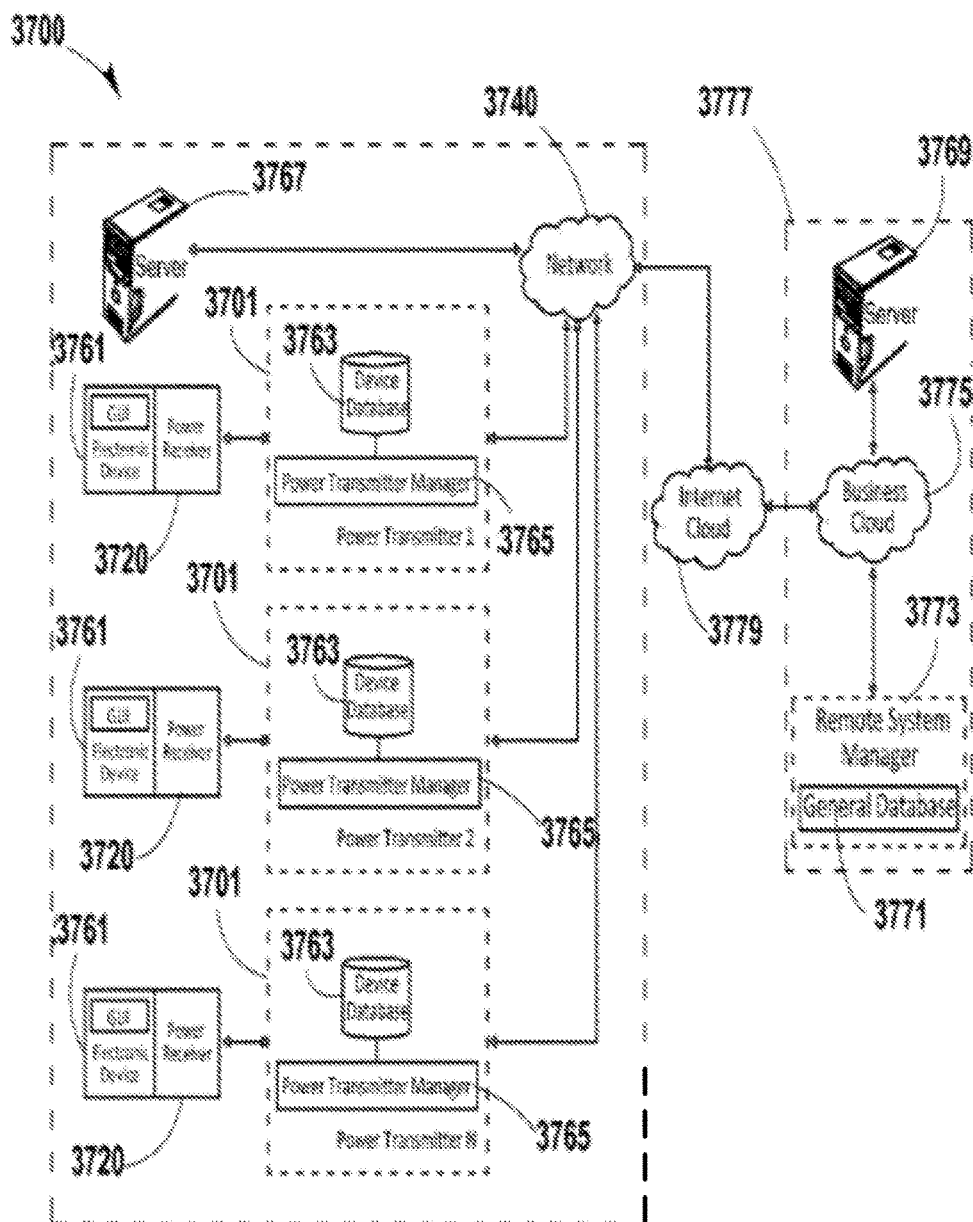 3700
3740
3777
3769
3767
Server
Network
Server
3701
3763
3761
Device
Database
3775
GUI
Electronic
Device
Power
Receiver
Power Transmitter Manager
Power Transmitter 1
3765
3720
Internet
Cloud
Business
Cloud
3701
3779
3773
3761
3763
Device
Database
GUI
Electronic
Device
Power
Receiver
Power Transmitter Manager
Power Transmitter 2
3765
3720
Remote System
Manager
General Database
3771
3701
3761
3763
Device
Database
GUI
Electronic
Device
Power
Receiver
Power Transmitter Manager
Power Transmitter N
3765
3720